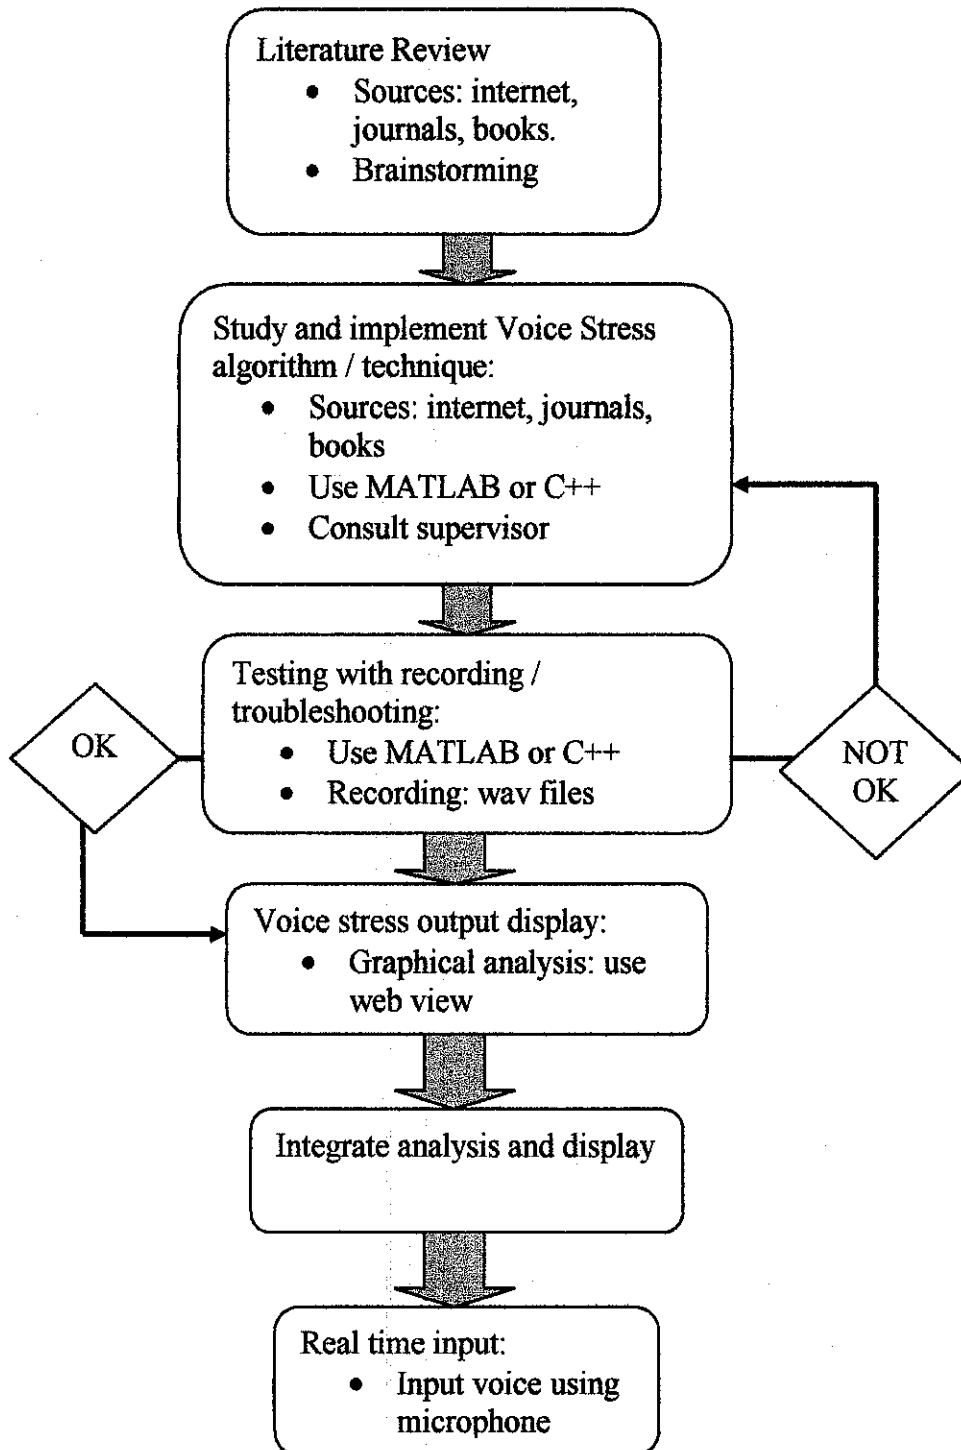 Literature Review
• Sources: internet,
journals, books.
• Brainstorming
Study and implement Voice Stress
algorithm / technique:
• Sources: internet, journals,
books
• Use MATLAB or C++
• Consult supervisor
Testing with recording /
troubleshooting:
• Use MATLAB or C++
• Recording: wav files
OK
NOT
OK
Voice stress output display:
• Graphical analysis: use
web view
Integrate analysis and display
Real time input:
• Input voice using
microphone